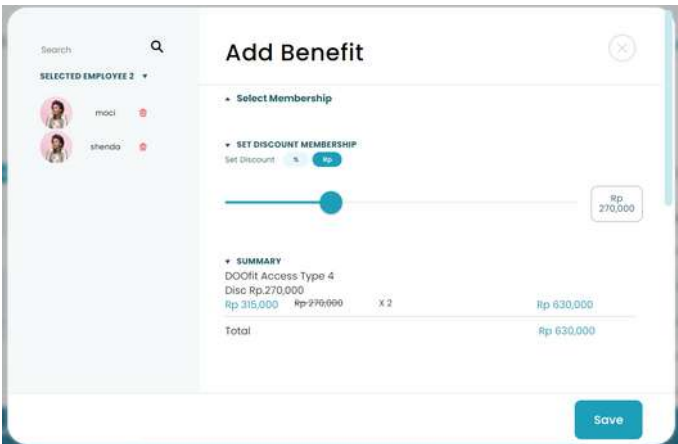 Search
SELECTED EMPLOYEE 2
moci
shenda
Add Benefit
Select Membership
SET DISCOUNT MEMBERSHIP
Set Discount % Rp
Rp
270,000
SUMMARY
DOOfit Access Type 4
Disc Rp.270,000
Rp 315,000 Rp 270,000 X 2 Rp 630,000
Total Rp 630,000
Save